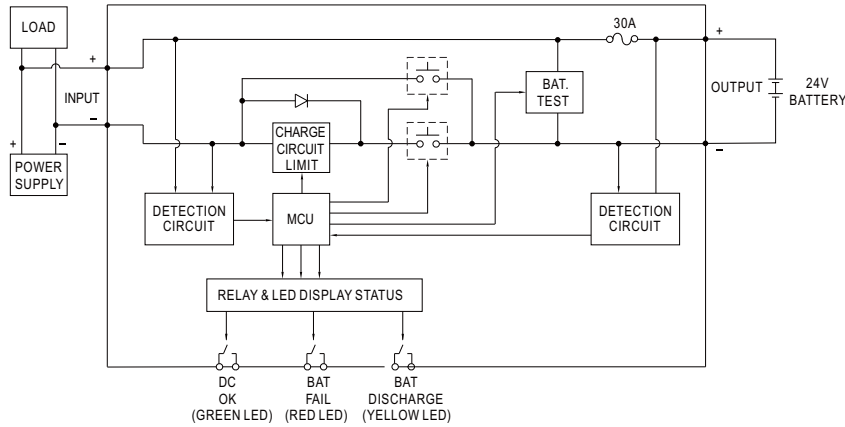 LOAD
30A
+
+
+
INPUT
BAT.
TEST
OUTPUT
24V
BATTERY
CHARGE
CIRCUIT
LIMIT
–
+
–
–
POWER
SUPPLY
DETECTION
CIRCUIT
MCU
DETECTION
CIRCUIT
RELAY & LED DISPLAY STATUS
DC
OK
(GREEN LED)
BAT
FAIL
(RED LED)
BAT
DISCHARGE
(YELLOW LED)